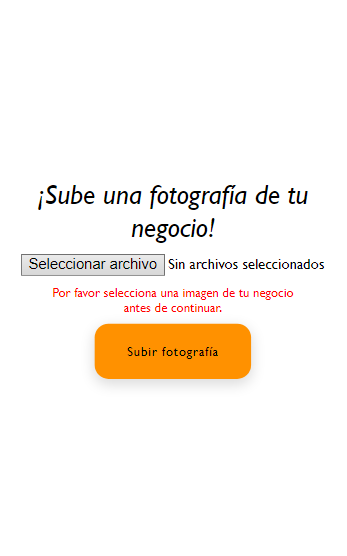 ¡Sube una fotografía de tu
negocio!
Seleccionar archivo Sin archivos seleccionados
Por favor selecciona una imagen de tu negocio
antes de continuar.
Subir fotografía